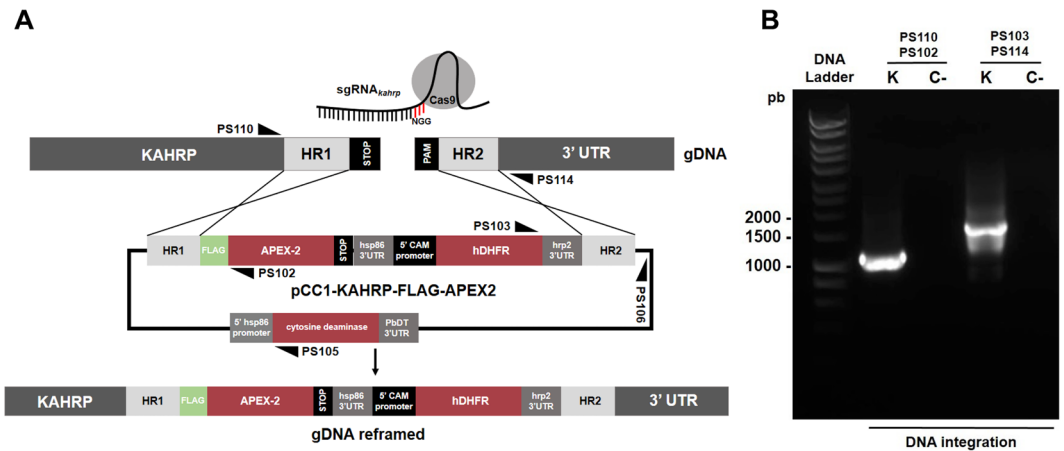 A
sgRNAkahrp
Cas9
NGG
PS110
KAHRP
HR1
STOP
PAM
HR2
3’ UTR
gDNA
PS114
PS103
HR1
FLAG
APEX-2
STOP
hsp86
3’UTR
5’ CAM
promoter
hDHFR
hrp2
3’UTR
HR2
PS102
pCC1-KAHRP-FLAG-APEX2
PS106
5’ hsp86
promoter
cytosine deaminase
PbDT
3’UTR
PS105
KAHRP
HR1
FLAG
APEX-2
STOP
hsp86
3’UTR
5’ CAM
promoter
hDHFR
hrp2
3’UTR
HR2
3’ UTR
gDNA reframed
B
PS110
PS102
PS103
PS114
DNA
Ladder
K
C-
K
C-
pb
2000 -
1500 -
1000 -
DNA integration